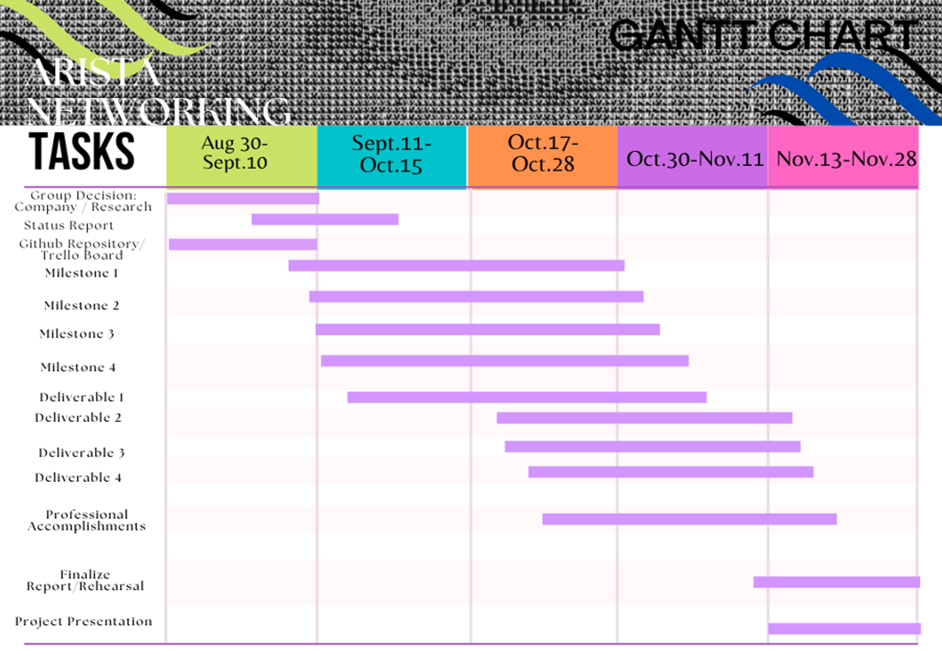 GANTT CHART
ARISTA
NETWORKING
TASKS
Aug 30-
Sept.10
Sept.11-
Oct.15
Oct.17-
Oct.28
Oct.30-Nov.11
Nov.13-Nov.28
Group Decision:
Company / Research
Status Report
Github Repository/
Trello Board
Milestone 1
Milestone 2
Milestone 3
Milestone 4
Deliverable 1
Deliverable 2
Deliverable 3
Deliverable 4
Professional
Accomplishments
Finalize
Report/Rehearsal
Project Presentation